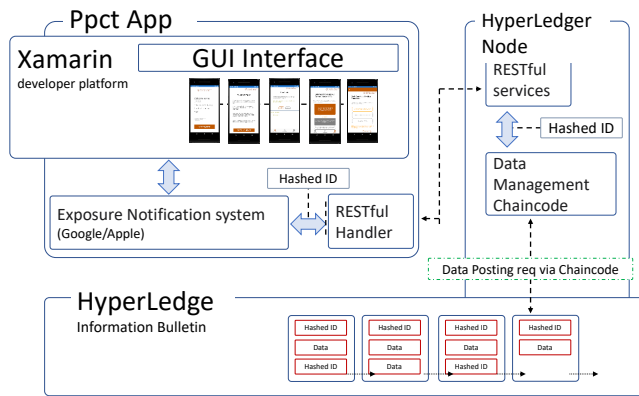 Ppct App
Xamarin
developer platform
GUI Interface
Hashed ID
Exposure Notification system
(Google/Apple)
RESTful
Handler
HyperLedger
Node
RESTful
services
Hashed ID
Data
Management
Chaincode
Data Posting req via Chaincode
HyperLedge
Information Bulletin
Hashed ID
Data
Hashed ID
Hashed ID
Data
Data
Hashed ID
Data
Hashed ID
Hashed ID
Data